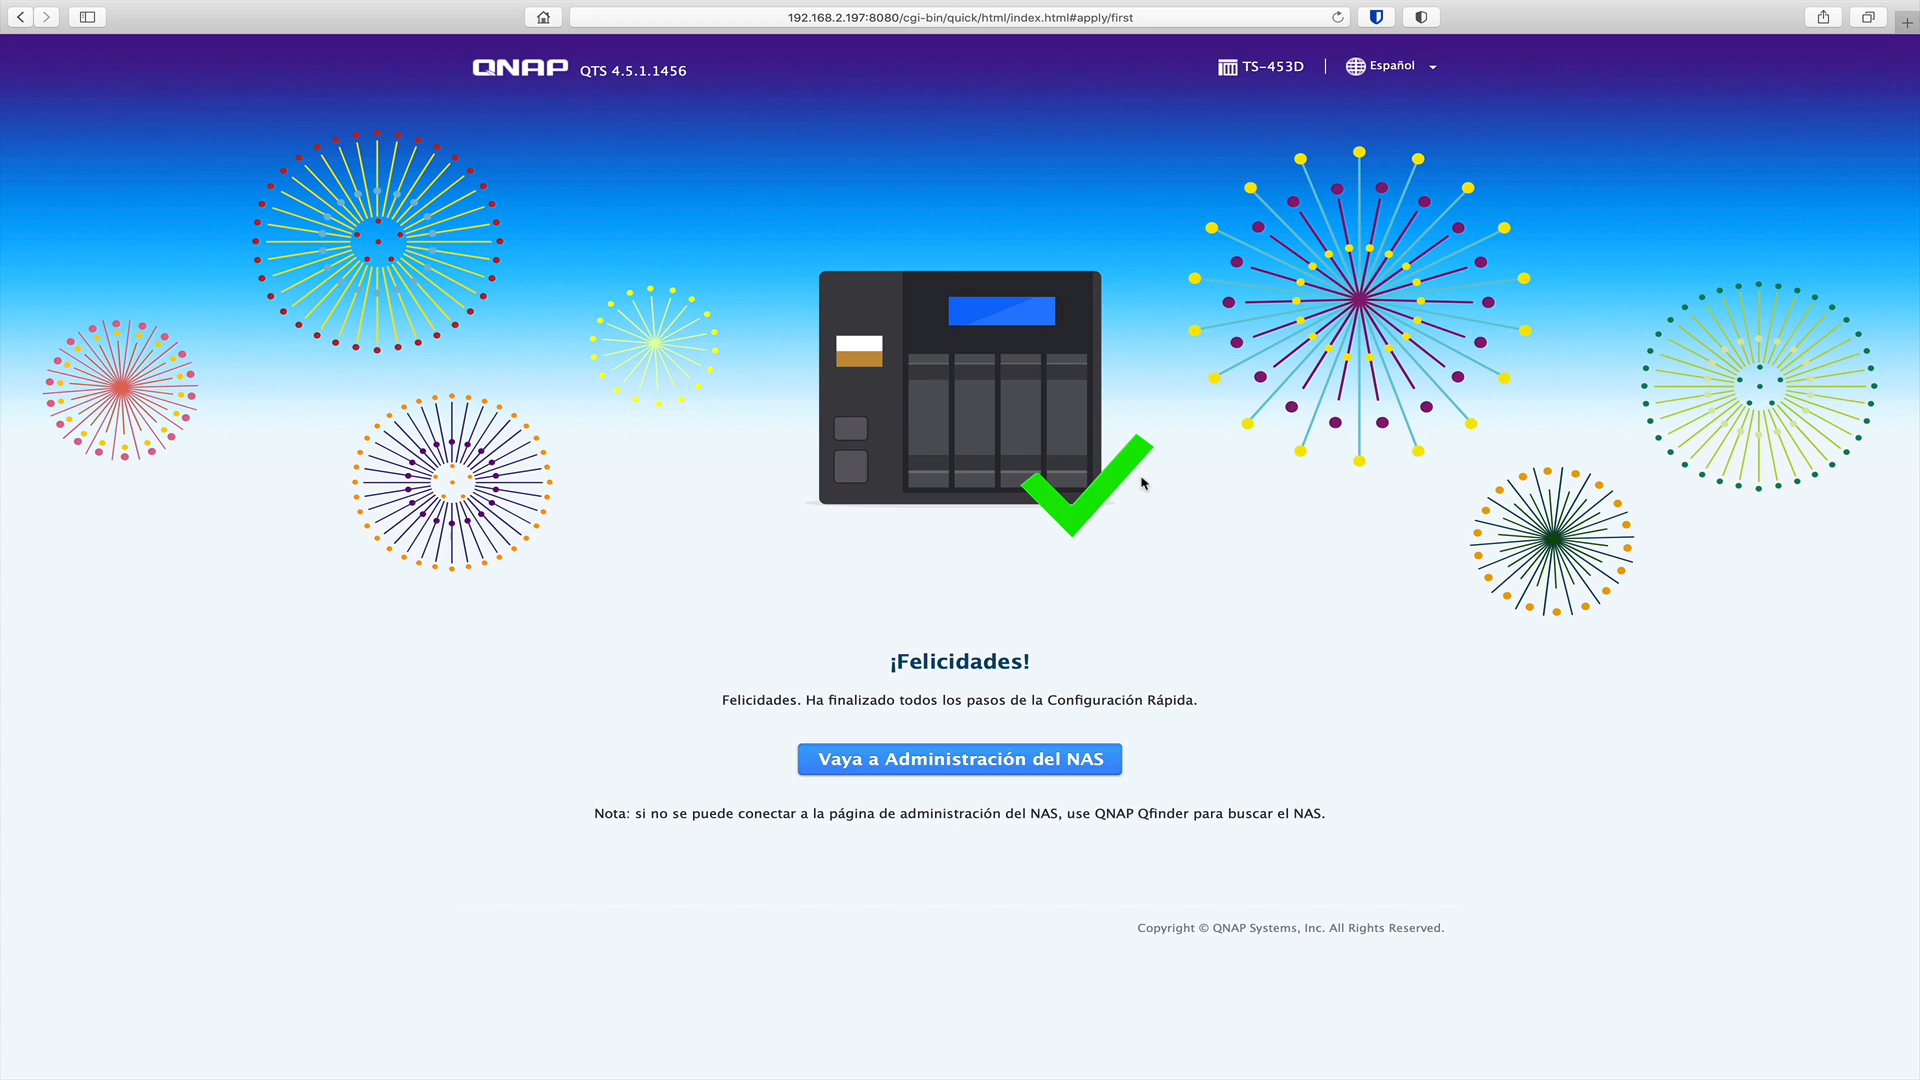 192.168.2.197:8080/cgi-bin/quick/html/index.html#apply/first
QNAP QTS 4.5.1.1456
TS-453D | Español
¡Felicidades!
Felicidades. Ha finalizado todos los pasos de la Configuración Rápida.
Vaya a Administración del NAS
Nota: si no se puede conectar a la página de administración del NAS, use QNAP Qfinder para buscar el NAS.
Copyright © QNAP Systems, Inc. All Rights Reserved.